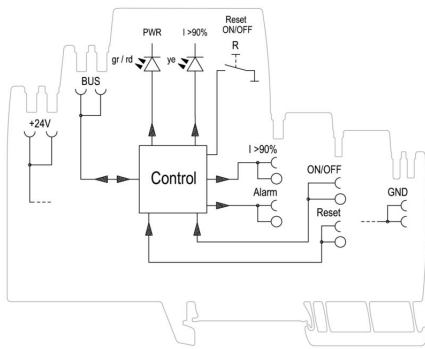 PWR
I >90%
Reset
ON/OFF
R
gr / rd
ye
BUS
+24V
I >90%
Control
Alarm
ON/OFF
Reset
GND